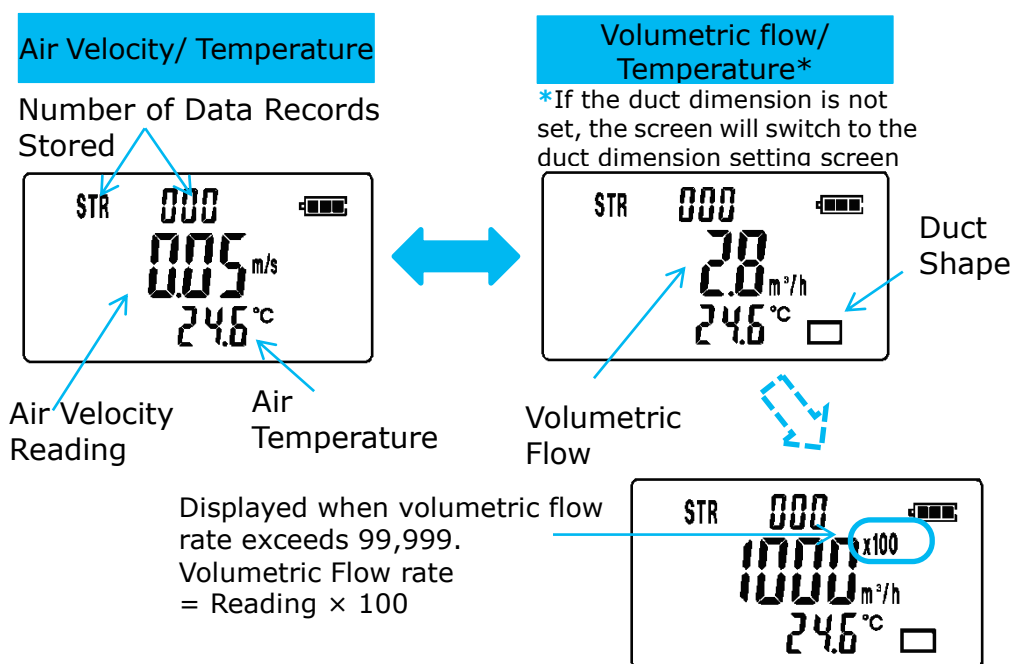 Air Velocity/ Temperature
Number of Data Records
Stored
STR 000
0.05 m/s
24.6 °C
Air Velocity
Reading
Air
Temperature
Volumetric flow/
Temperature*
*If the duct dimension is not
set, the screen will switch to the
duct dimension setting screen
STR 000
2.8 m³/h
24.6 °C
Duct
Shape
Volumetric
Flow
Displayed when volumetric flow
rate exceeds 99,999.
Volumetric Flow rate
= Reading × 100
STR 000
1000 x100 m³/h
24.6 °C